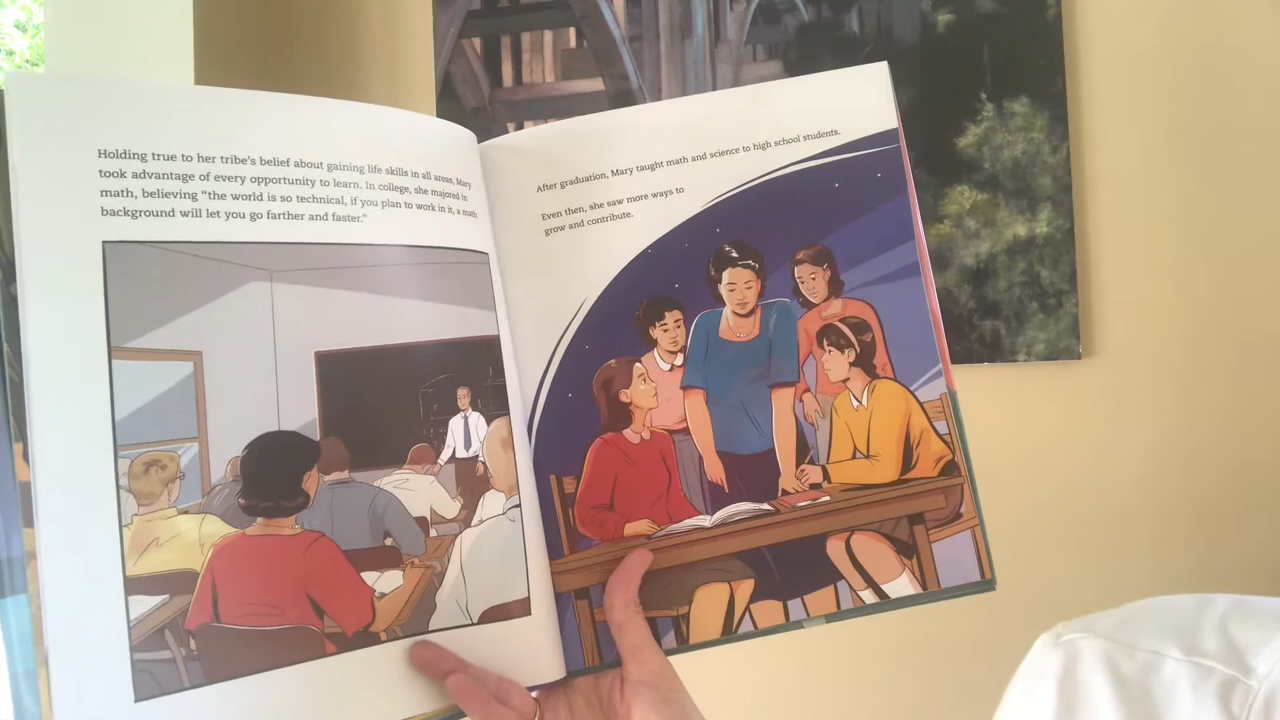 Holding true to her tribe's belief about gaining life skills in all areas, Mary
took advantage of every opportunity to learn. In college, she majored in
math, believing “the world is so technical, if you plan to work in it, a math
background will let you go farther and faster.”
After graduation, Mary taught math and science to high school students.
Even then, she saw more ways to
grow and contribute.